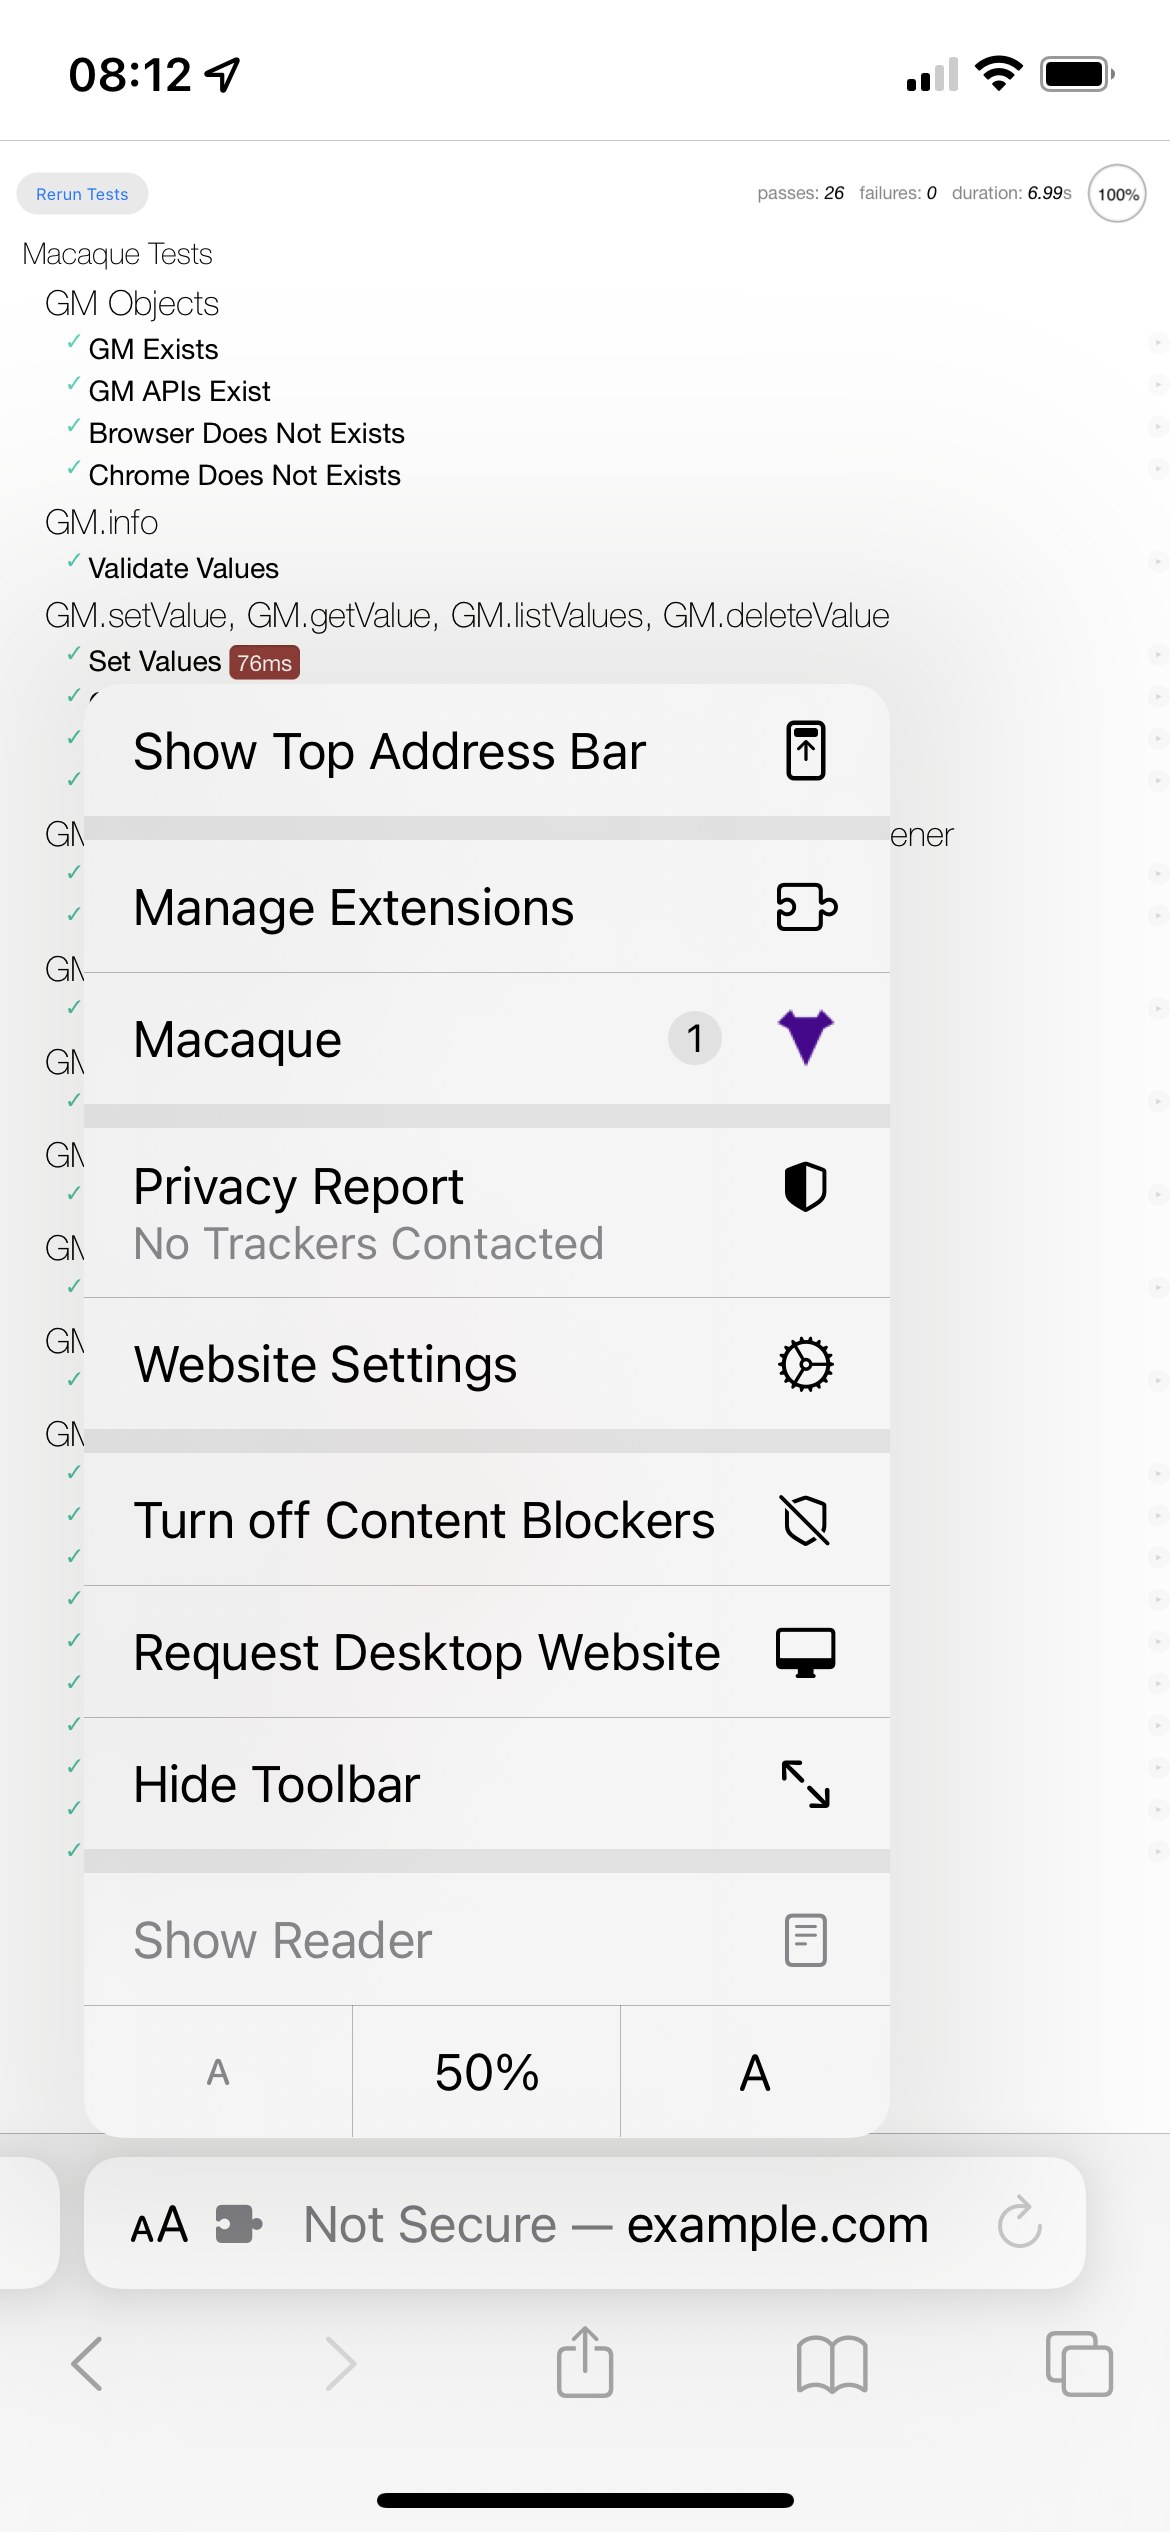 08:12
Rerun Tests
passes: 26 failures: 0 duration: 6.99s 100%
Macaque Tests
GM Objects
✓ GM Exists
✓ GM APIs Exist
✓ Browser Does Not Exists
✓ Chrome Does Not Exists
GM.info
✓ Validate Values
GM.setValue, GM.getValue, GM.listValues, GM.deleteValue
✓ Set Values 76ms
Show Top Address Bar
Manage Extensions
Macaque 1
Privacy Report
No Trackers Contacted
Website Settings
Turn off Content Blockers
Request Desktop Website
Hide Toolbar
Show Reader
A 50% A
AA Not Secure — example.com